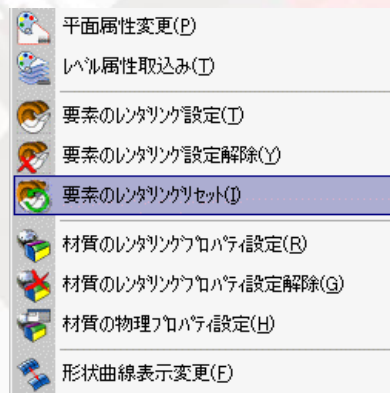 平面属性変更(P)
ﾚﾍﾞﾙ属性取込み(T)
要素のﾚﾝﾀﾞﾘﾝｸﾞ設定(T)
要素のﾚﾝﾀﾞﾘﾝｸﾞ設定解除(Y)
要素のﾚﾝﾀﾞﾘﾝｸﾞﾘｾｯﾄ(I)
材質のﾚﾝﾀﾞﾘﾝｸﾞﾌﾟﾛﾊﾟﾃｨ設定(R)
材質のﾚﾝﾀﾞﾘﾝｸﾞﾌﾟﾛﾊﾟﾃｨ設定解除(G)
材質の物理ﾌﾟﾛﾊﾟﾃｨ設定(H)
形状曲線表示変更(F)